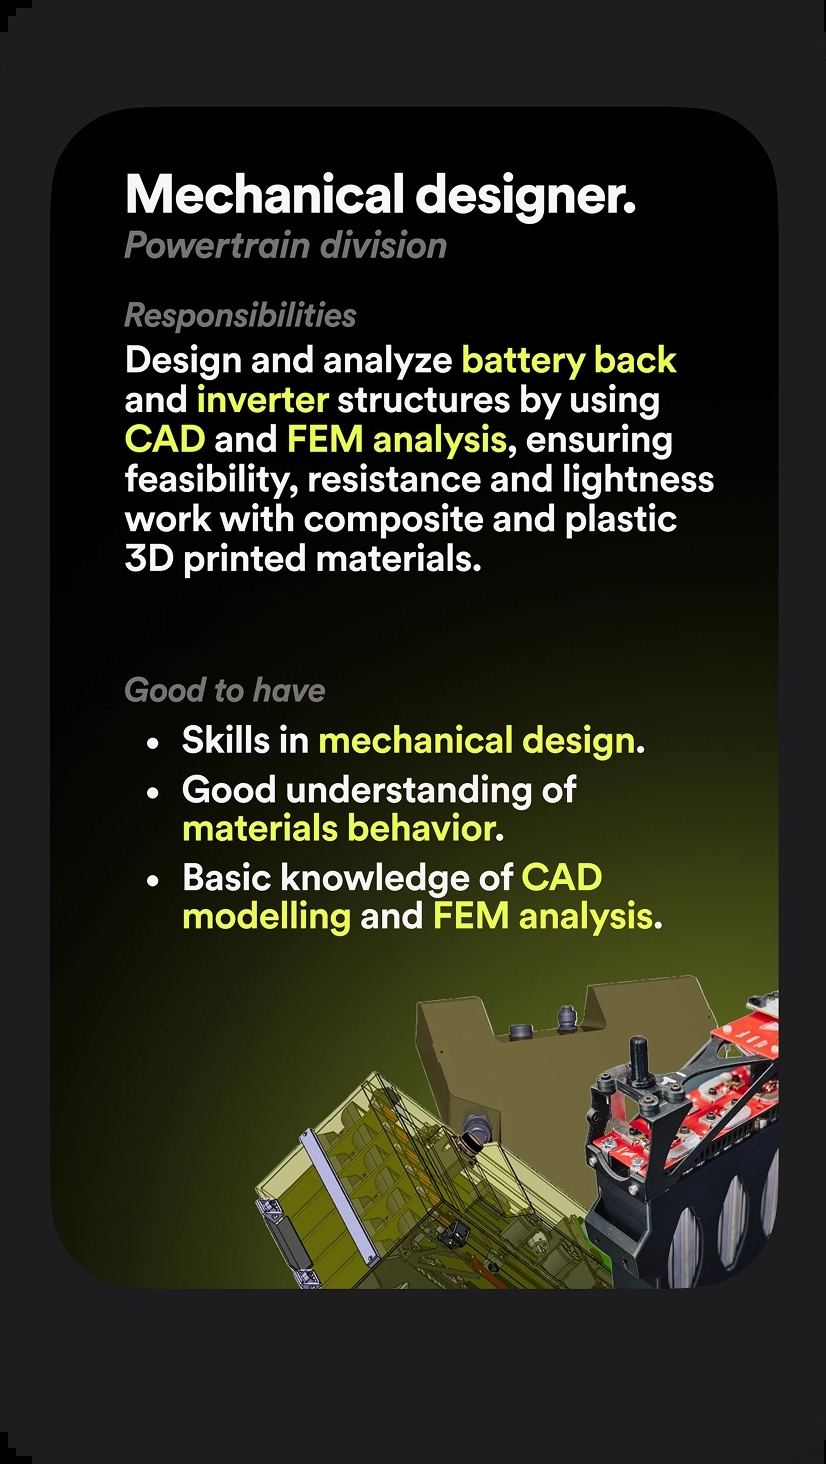 Mechanical designer.
Powertrain division
Responsibilities
Design and analyze battery back
and inverter structures by using
CAD and FEM analysis, ensuring
feasibility, resistance and lightness
work with composite and plastic
3D printed materials.
Good to have
• Skills in mechanical design.
• Good understanding of
materials behavior.
• Basic knowledge of CAD
modelling and FEM analysis.